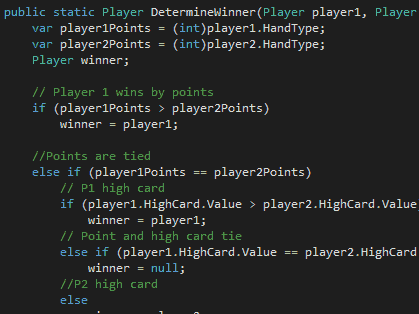 public static Player DetermineWinner(Player player1, Player
var player1Points = (int)player1.HandType;
var player2Points = (int)player2.HandType;
Player winner;
// Player 1 wins by points
if (player1Points > player2Points)
winner = player1;
//Points are tied
else if (player1Points == player2Points)
// P1 high card
if (player1.HighCard.Value > player2.HighCard.Value
winner = player1;
// Point and high card tie
else if (player1.HighCard.Value == player2.HighCard
winner = null;
//P2 high card
else